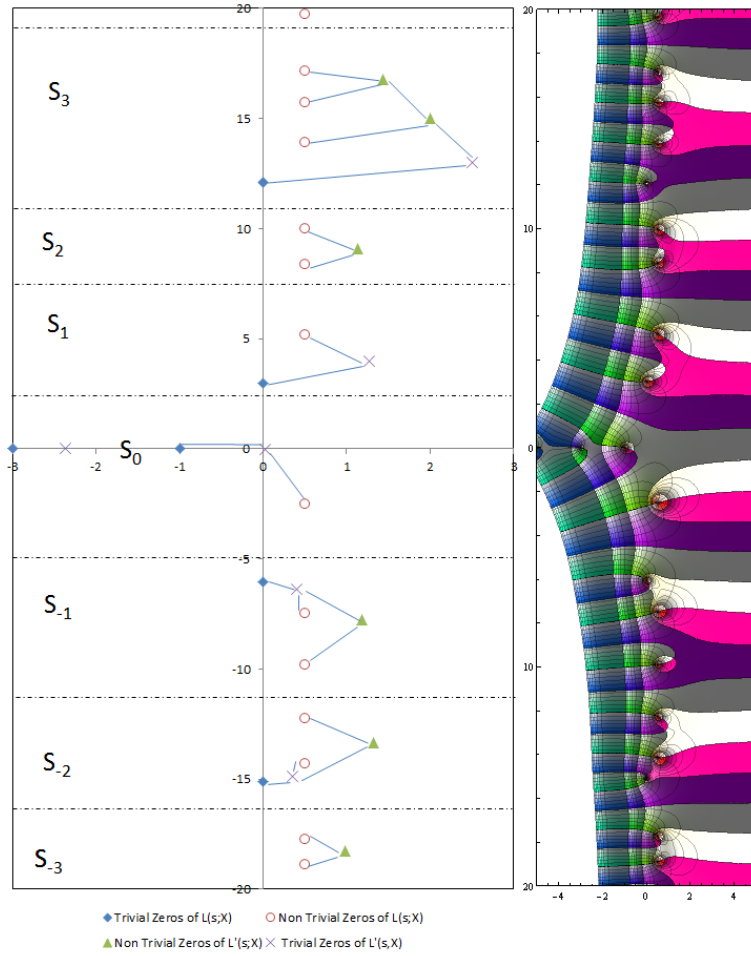 20
20
S₃
15
10
10
S₂
S₁
5
-3
-2
-1
S₀
0
1
2
3
0
-5
S₋₁
-10
10
S₋₂
-15
S₋₃
-20
20
-4
-2
0
2
4
Trivial Zeros of L(s;X)
Non Trivial Zeros of L(s;X)
Non Trivial Zeros of L'(s;X)
Trivial Zeros of L'(s,X)